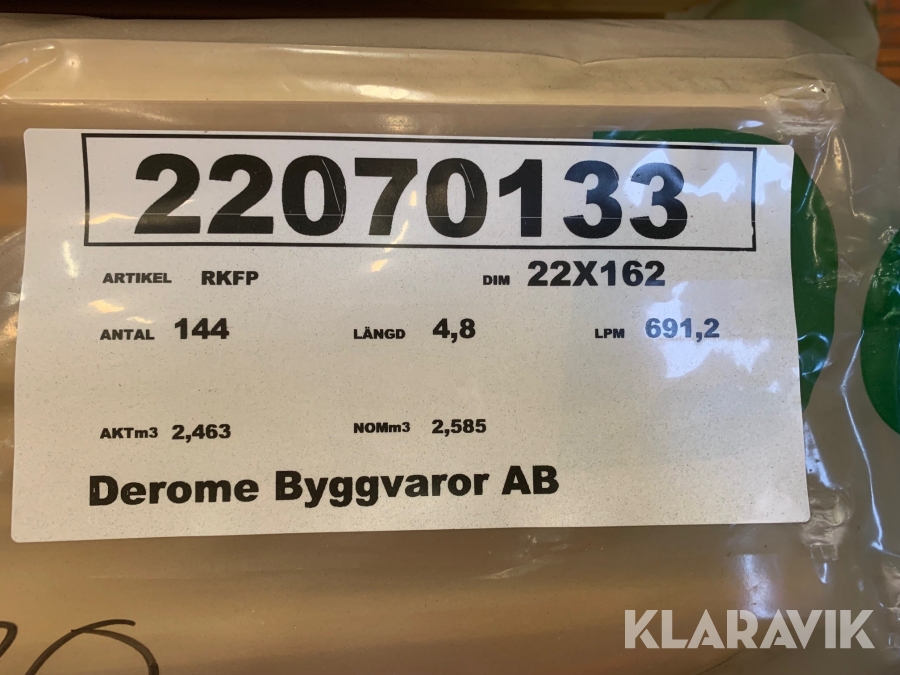 KLARAVIK
22070133
ARTIKEL RKFP DIM 22X162
ANTAL 144 LÄNGD 4,8 LPM 691,2
AKTm3 2,463 NOMm3 2,585
Derome Byggvaror AB
KLARAVIK